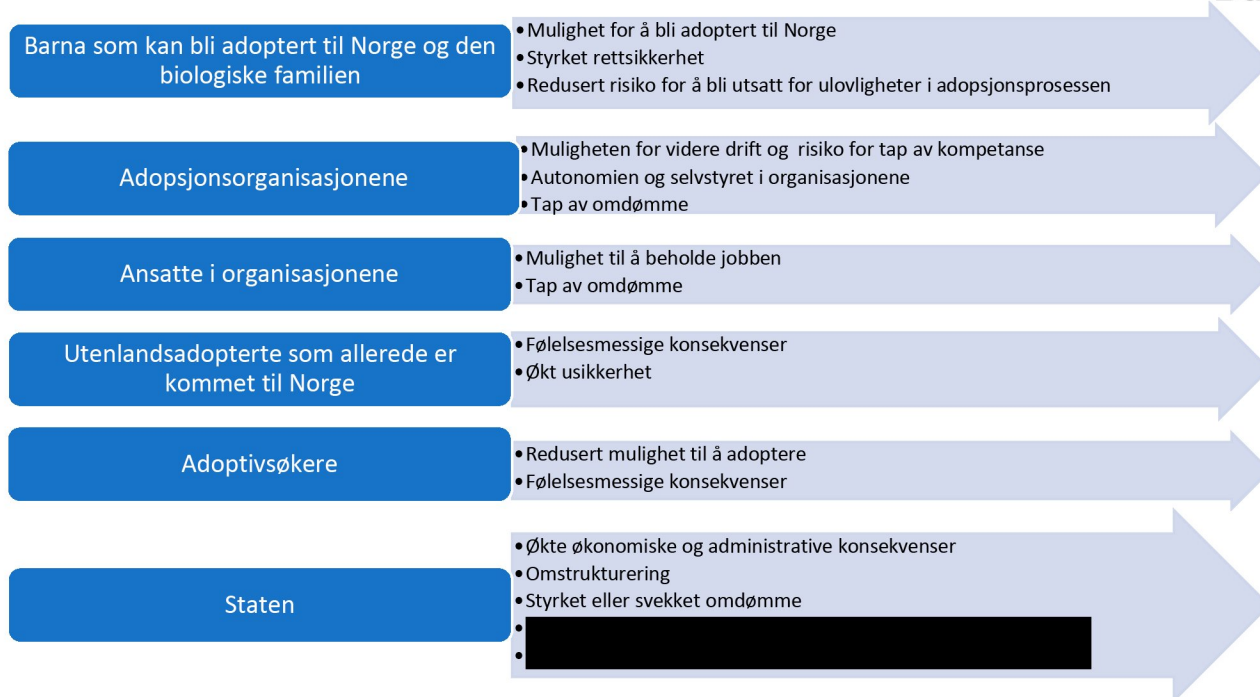 Barna som kan bli adoptert til Norge og den
biologiske familien
•Mulighet for å bli adoptert til Norge
•Styrket rettsikkerhet
•Redusert risiko for å bli utsatt for ulovligheter i adopsjonsprosessen
Adopsjonsorganisasjonene
•Muligheten for videre drift og risiko for tap av kompetanse
•Autonomien og selvstyret i organisasjonene
•Tap av omdømme
Ansatte i organisasjonene
•Mulighet til å beholde jobben
•Tap av omdømme
Utenlandsadopterte som allerede er
kommet til Norge
•Følelsesmessige konsekvenser
•Økt usikkerhet
Adoptivsøkere
•Redusert mulighet til å adoptere
•Følelsesmessige konsekvenser
Staten
•Økte økonomiske og administrative konsekvenser
•Omstrukturering
•Styrket eller svekket omdømme
•
•